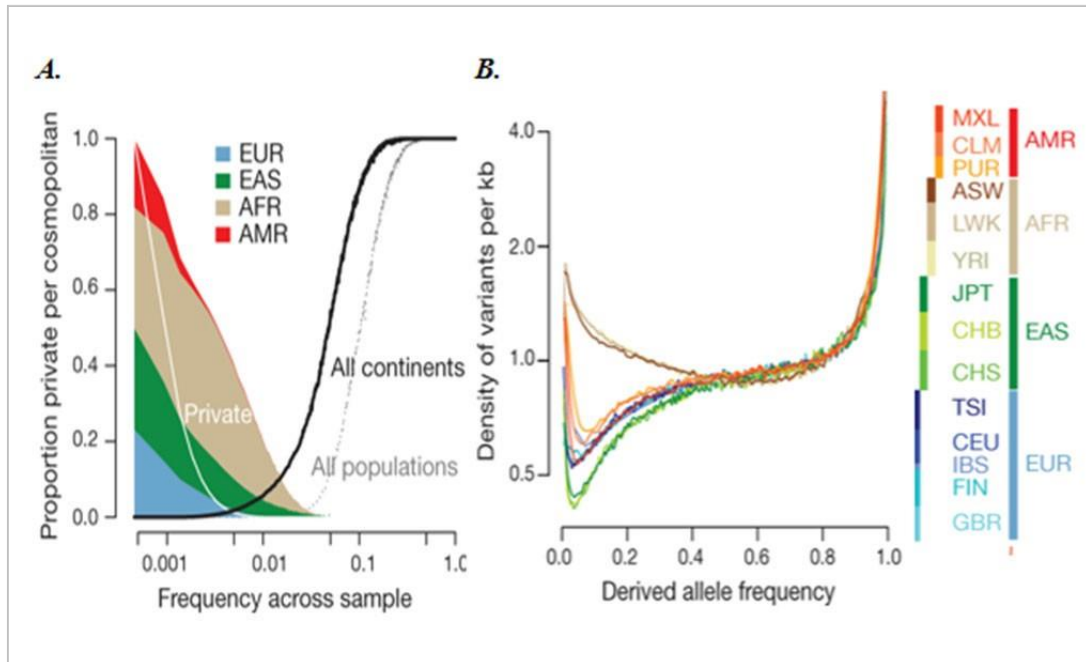 A.
Proportion private per cosmopolitan
1.0
0.8
0.6
0.4
0.2
0.0
EUR
EAS
AFR
AMR
Private
All continents
All populations
0.001
0.01
0.1
1.0
Frequency across sample
B.
Density of variants per kb
4.0
2.0
1.0
0.5
0.0
0.2
0.4
0.6
0.8
1.0
Derived allele frequency
MXL
CLM
PUR
AMR
ASW
LWK
YRI
AFR
JPT
CHB
CHS
EAS
TSI
CEU
IBS
FIN
GBR
EUR